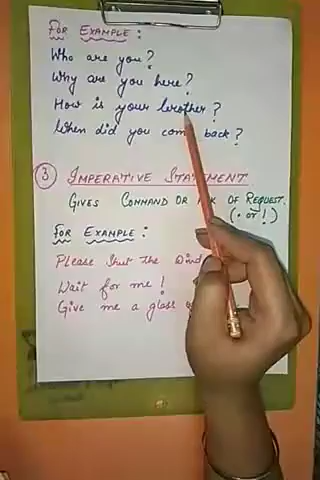 FOR EXAMPLE :
Who are you ?
Why are you here ?
How is your brother ?
When did you come back ?
3 IMPERATIVE STATEMENT
GIVES COMMAND OR OF REQUEST.
(. or !)
FOR EXAMPLE :
Please Shut the
Wait for me !
Give me a glass